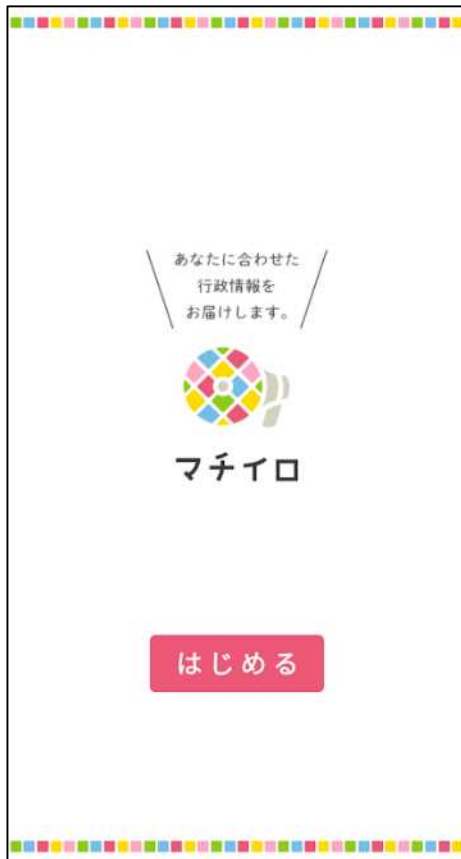 あなたに合わせた
行政情報を
お届けします。
マチイロ
はじめる